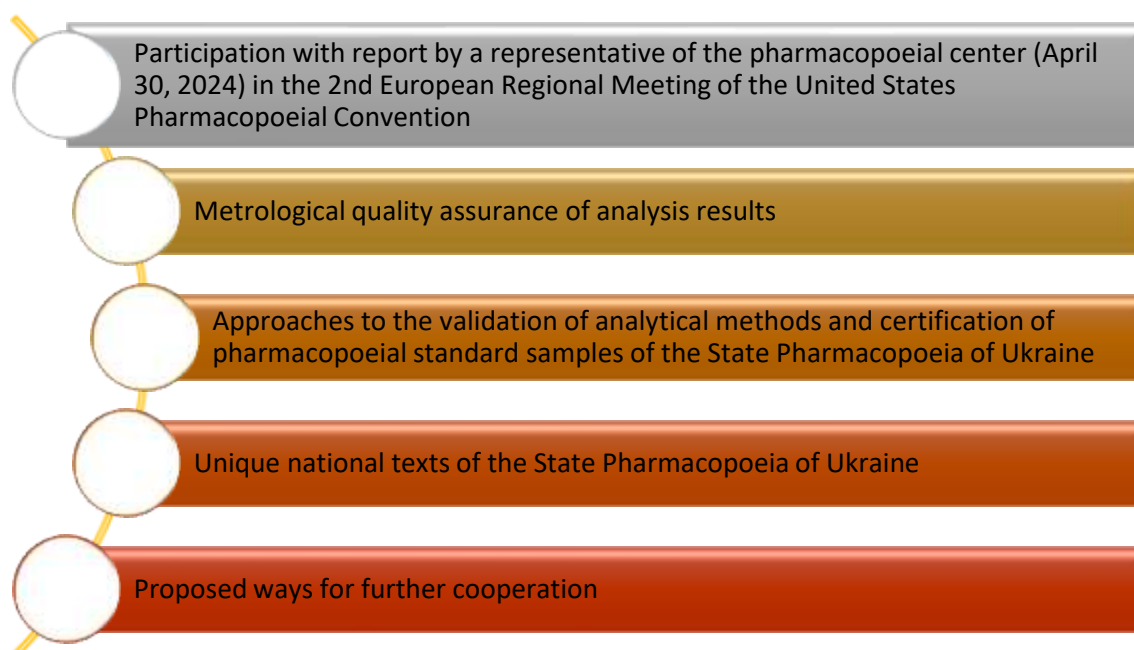 Participation with report by a representative of the pharmacopoeial center (April
30, 2024) in the 2nd European Regional Meeting of the United States
Pharmacopoeial Convention
Metrological quality assurance of analysis results
Approaches to the validation of analytical methods and certification of
pharmacopoeial standard samples of the State Pharmacopoeia of Ukraine
Unique national texts of the State Pharmacopoeia of Ukraine
Proposed ways for further cooperation